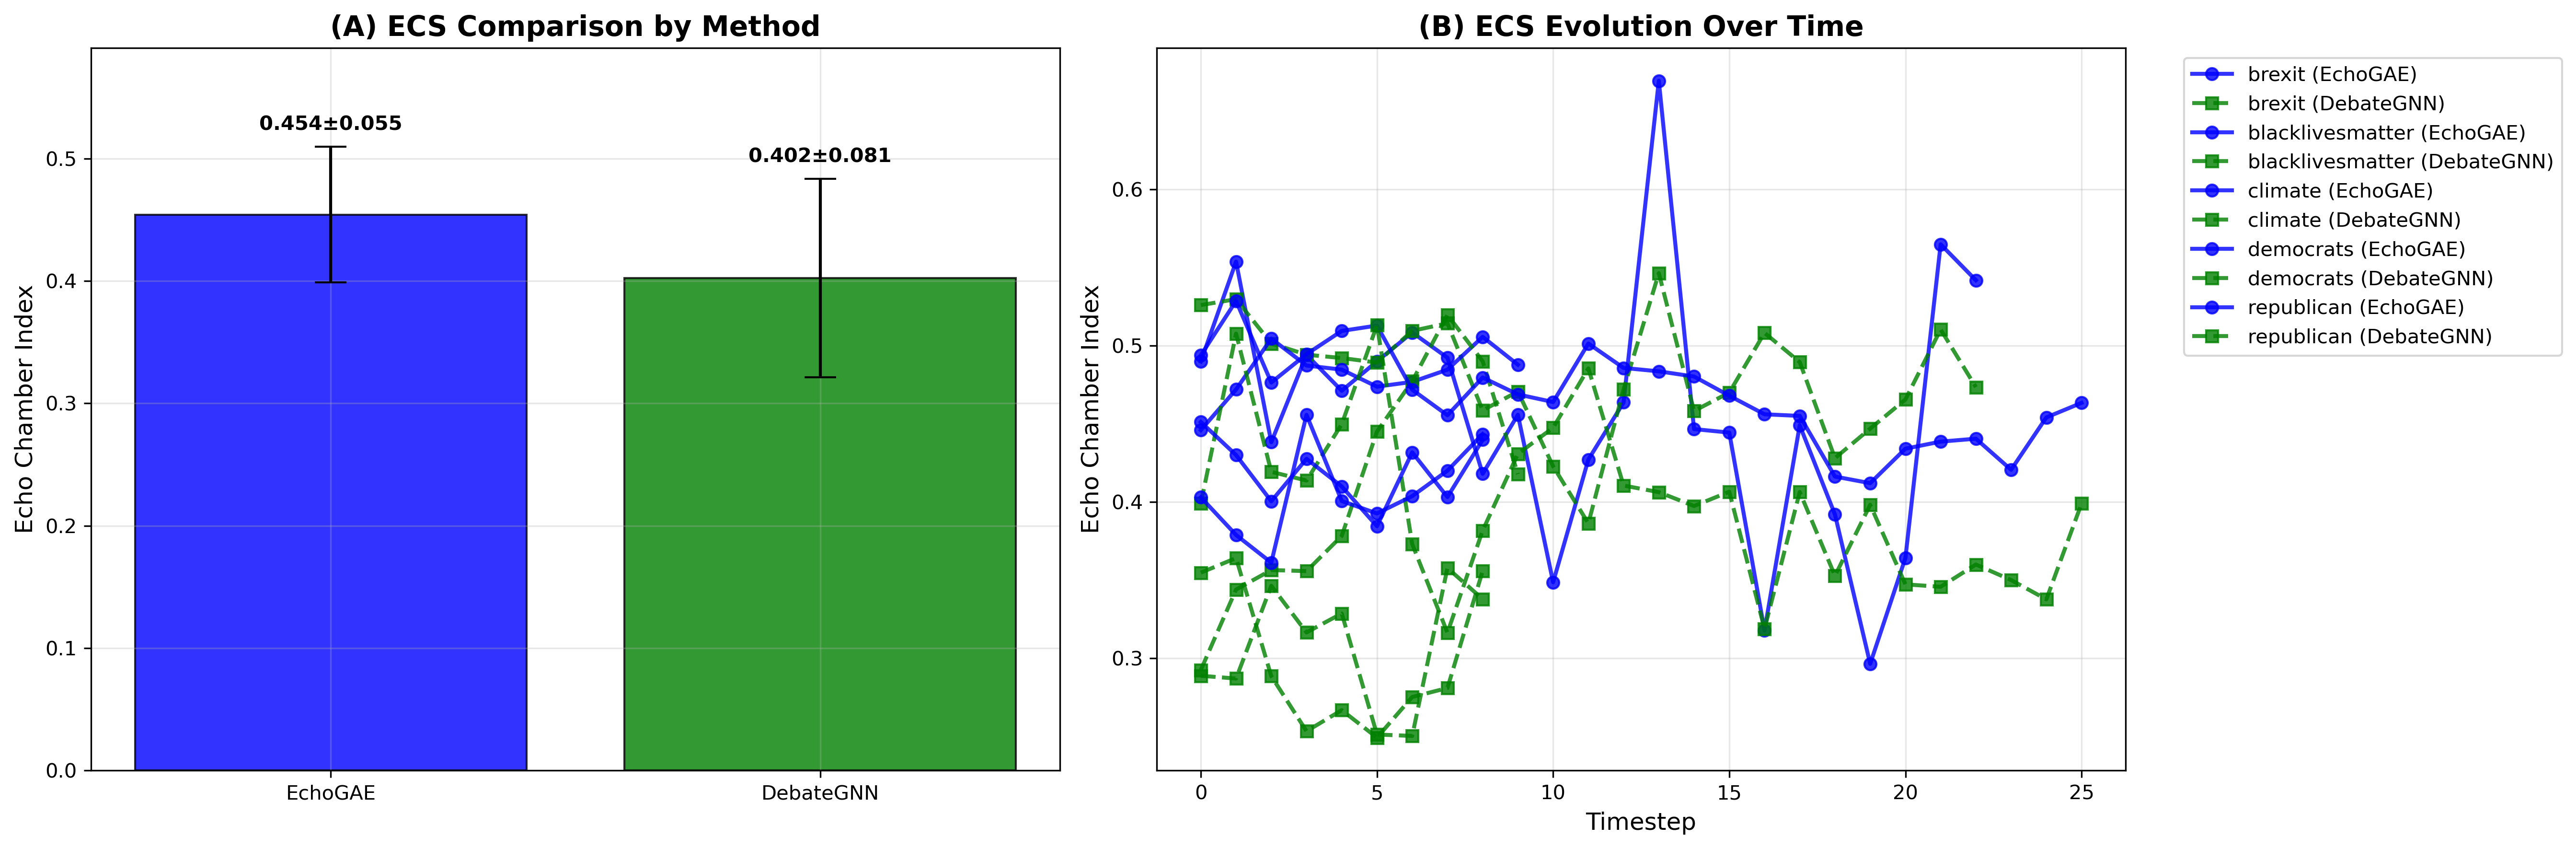 (A) ECS Comparison by Method
Echo Chamber Index
0.5
0.4
0.3
0.2
0.1
0.0
0.454±0.055
0.402±0.081
EchoGAE
DebateGNN
(B) ECS Evolution Over Time
Echo Chamber Index
0.6
0.5
0.4
0.3
0
5
10
15
20
25
Timestep
brexit (EchoGAE)
brexit (DebateGNN)
blacklivesmatter (EchoGAE)
blacklivesmatter (DebateGNN)
climate (EchoGAE)
climate (DebateGNN)
democrats (EchoGAE)
democrats (DebateGNN)
republican (EchoGAE)
republican (DebateGNN)